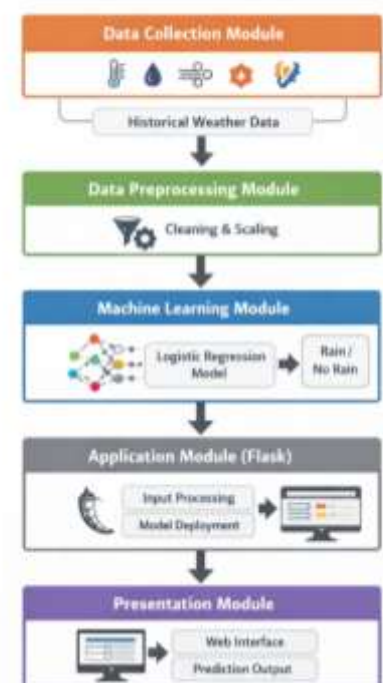 Data Collection Module
Historical Weather Data
Data Preprocessing Module
Cleaning & Scaling
Machine Learning Module
Logistic Regression
Model
Rain /
No Rain
Application Module (Flask)
Input Processing
Model Deployment
Presentation Module
Web Interface
Prediction Output